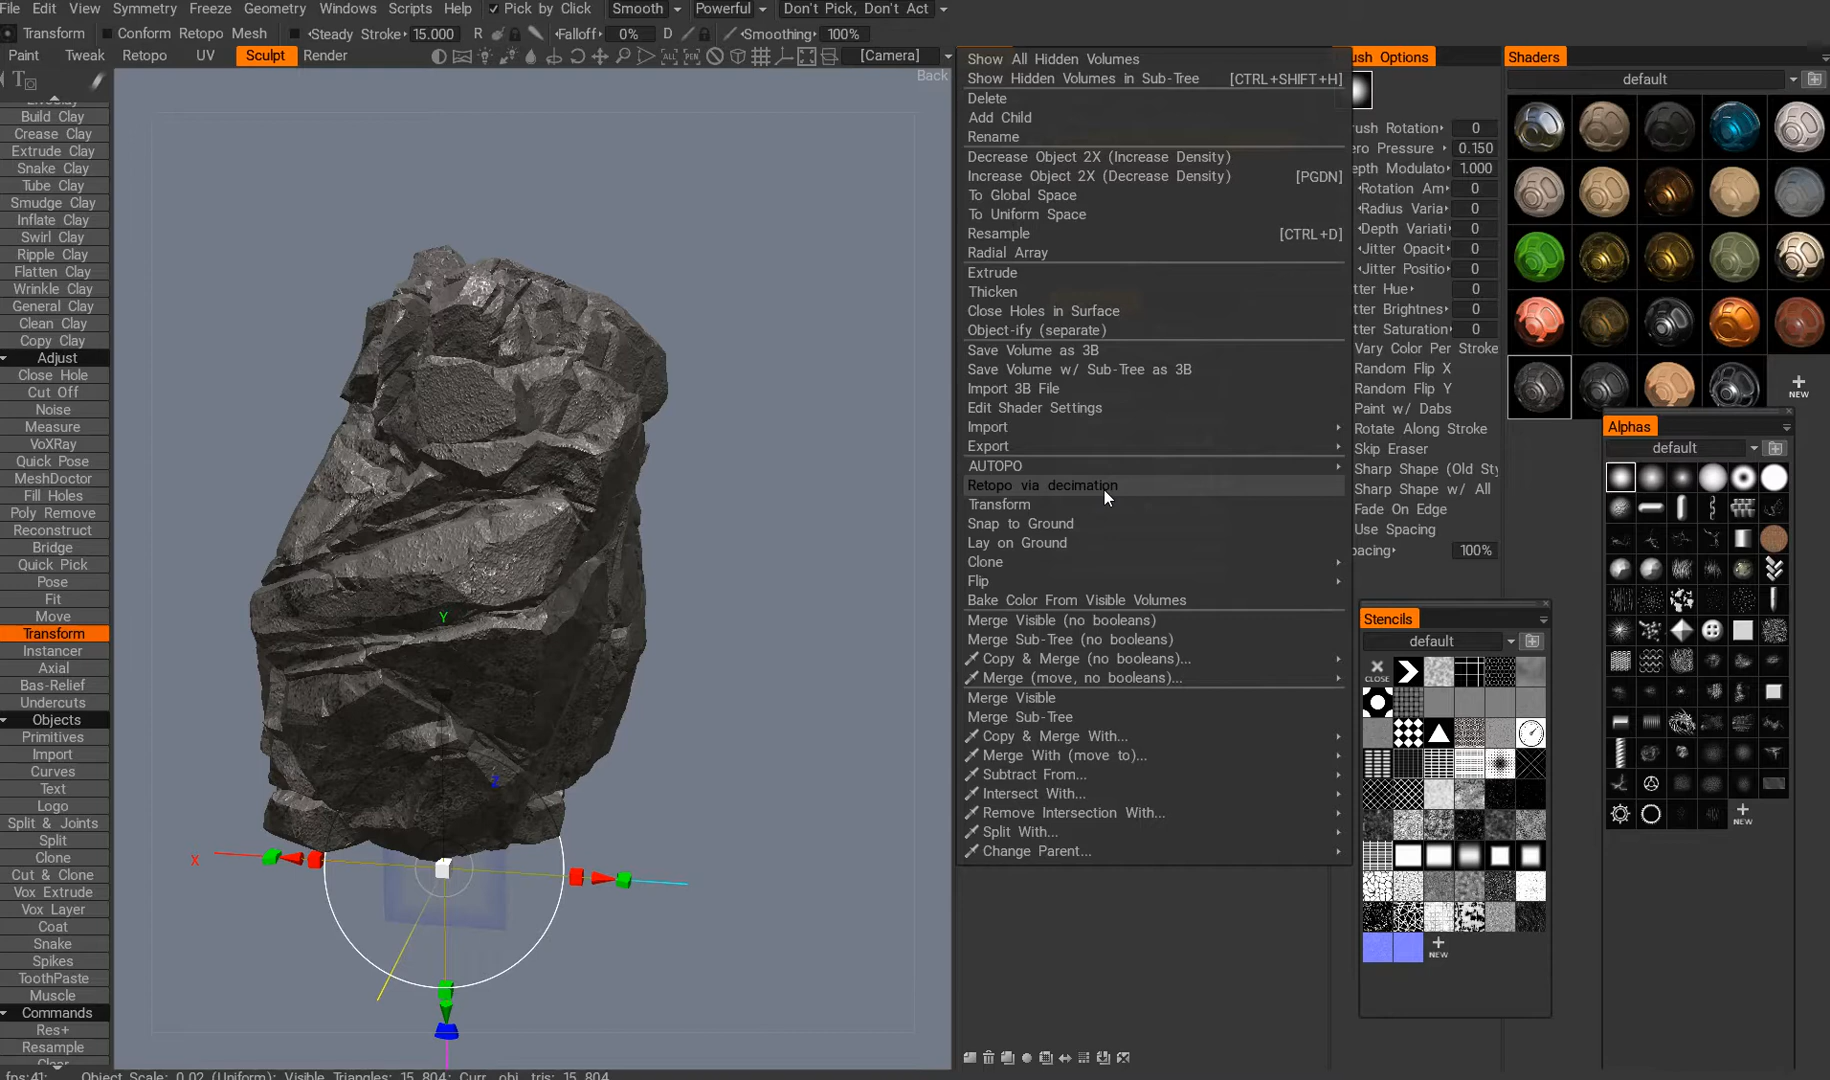 File Edit View Symmetry Freeze Geometry Windows Scripts Help Pick by Click Smooth Powerful Don't Pick, Don't Act
Transform Conform Retopo Mesh Steady Stroke 15.000 R Falloff 0% D Smoothing 100%
Paint Tweak Retopo UV Sculpt Render [Camera]
Back
Build Clay
Crease Clay
Extrude Clay
Snake Clay
Tube Clay
Smudge Clay
Inflate Clay
Swirl Clay
Ripple Clay
Flatten Clay
Wrinkle Clay
General Clay
Clean Clay
Copy Clay
Adjust
Close Hole
Cut Off
Noise
Measure
VoXRay
Quick Pose
MeshDoctor
Fill Holes
Poly Remove
Reconstruct
Bridge
Quick Pick
Pose
Fit
Move
Transform
Instancer
Axial
Bas-Relief
Undercuts
Objects
Primitives
Import
Curves
Text
Logo
Split & Joints
Split
Clone
Cut & Clone
Vox Extrude
Vox Layer
Coat
Snake
Spikes
ToothPaste
Muscle
Commands
Res+
Resample
Y
Z
X
Show All Hidden Volumes
Show Hidden Volumes in Sub-Tree [CTRL+SHIFT+H]
Delete
Add Child
Rename
Decrease Object 2X (Increase Density)
Increase Object 2X (Decrease Density) [PGDN]
To Global Space
To Uniform Space
Resample [CTRL+D]
Radial Array
Extrude
Thicken
Close Holes in Surface
Object-ify (separate)
Save Volume as 3B
Save Volume w/ Sub-Tree as 3B
Import 3B File
Edit Shader Settings
Import
Export
AUTOPO
Retopo via decimation
Transform
Snap to Ground
Lay on Ground
Clone
Flip
Bake Color From Visible Volumes
Merge Visible (no booleans)
Merge Sub-Tree (no booleans)
Copy & Merge (no booleans)...
Merge (move, no booleans)...
Merge Visible
Merge Sub-Tree
Copy & Merge With...
Merge With (move to)...
Subtract From...
Intersect With...
Remove Intersection With...
Split With...
Change Parent...
ush Options
rush Rotation 0
ero Pressure 0.150
epth Modulato 1.000
Rotation Am 0
Radius Varia 0
Depth Variati 0
Jitter Opacit 0
Jitter Positio 0
tter Hue 0
tter Brightnes 0
tter Saturation 0
Vary Color Per Stroke
Random Flip X
Random Flip Y
Paint w/ Dabs
Rotate Along Stroke
Skip Eraser
Sharp Shape (Old Sty
Sharp Shape w/ All
Fade On Edge
Use Spacing
pacing 100%
Stencils
default
CLOSE
NEW
Shaders
default
NEW
Alphas
default
NEW
fps:41; Object Scale: 0.02 (Uniform); Visible Triangles: 15,804; Curr. obj. tris: 15,804